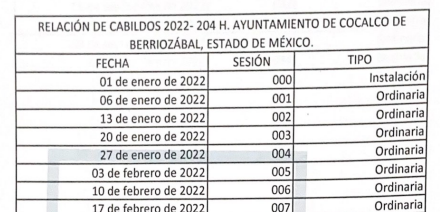 RELACIÓN DE CABILDOS 2022- 204 H. AYUNTAMIENTO DE COCALCO DE
BERRIOZÁBAL, ESTADO DE MÉXICO.
FECHA SESIÓN TIPO
01 de enero de 2022 000 Instalación
06 de enero de 2022 001 Ordinaria
13 de enero de 2022 002 Ordinaria
20 de enero de 2022 003 Ordinaria
27 de enero de 2022 004 Ordinaria
03 de febrero de 2022 005 Ordinaria
10 de febrero de 2022 006 Ordinaria
17 de febrero de 2022 007 Ordinaria